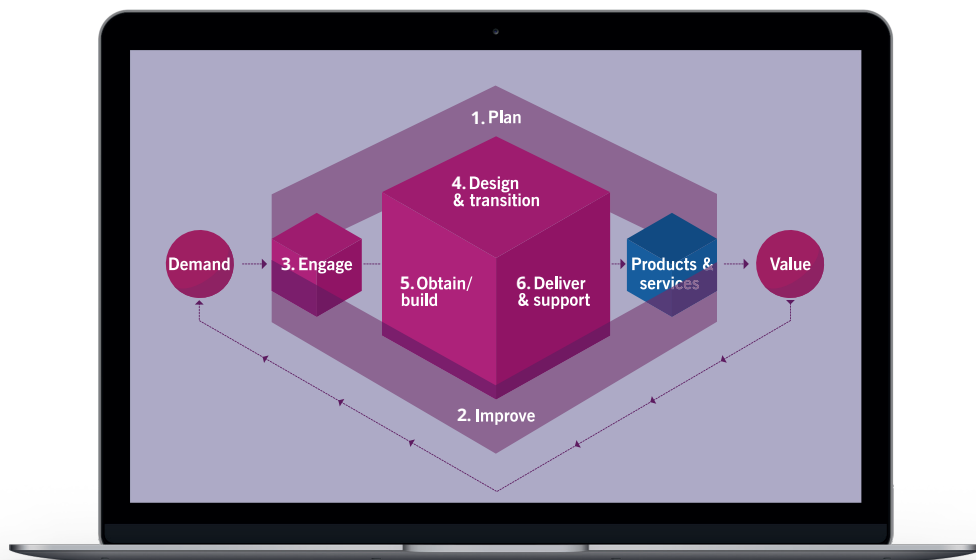 1. Plan
4. Design
& transition
Demand
3. Engage
5. Obtain/
build
6. Deliver
& support
Products &
services
Value
2. Improve